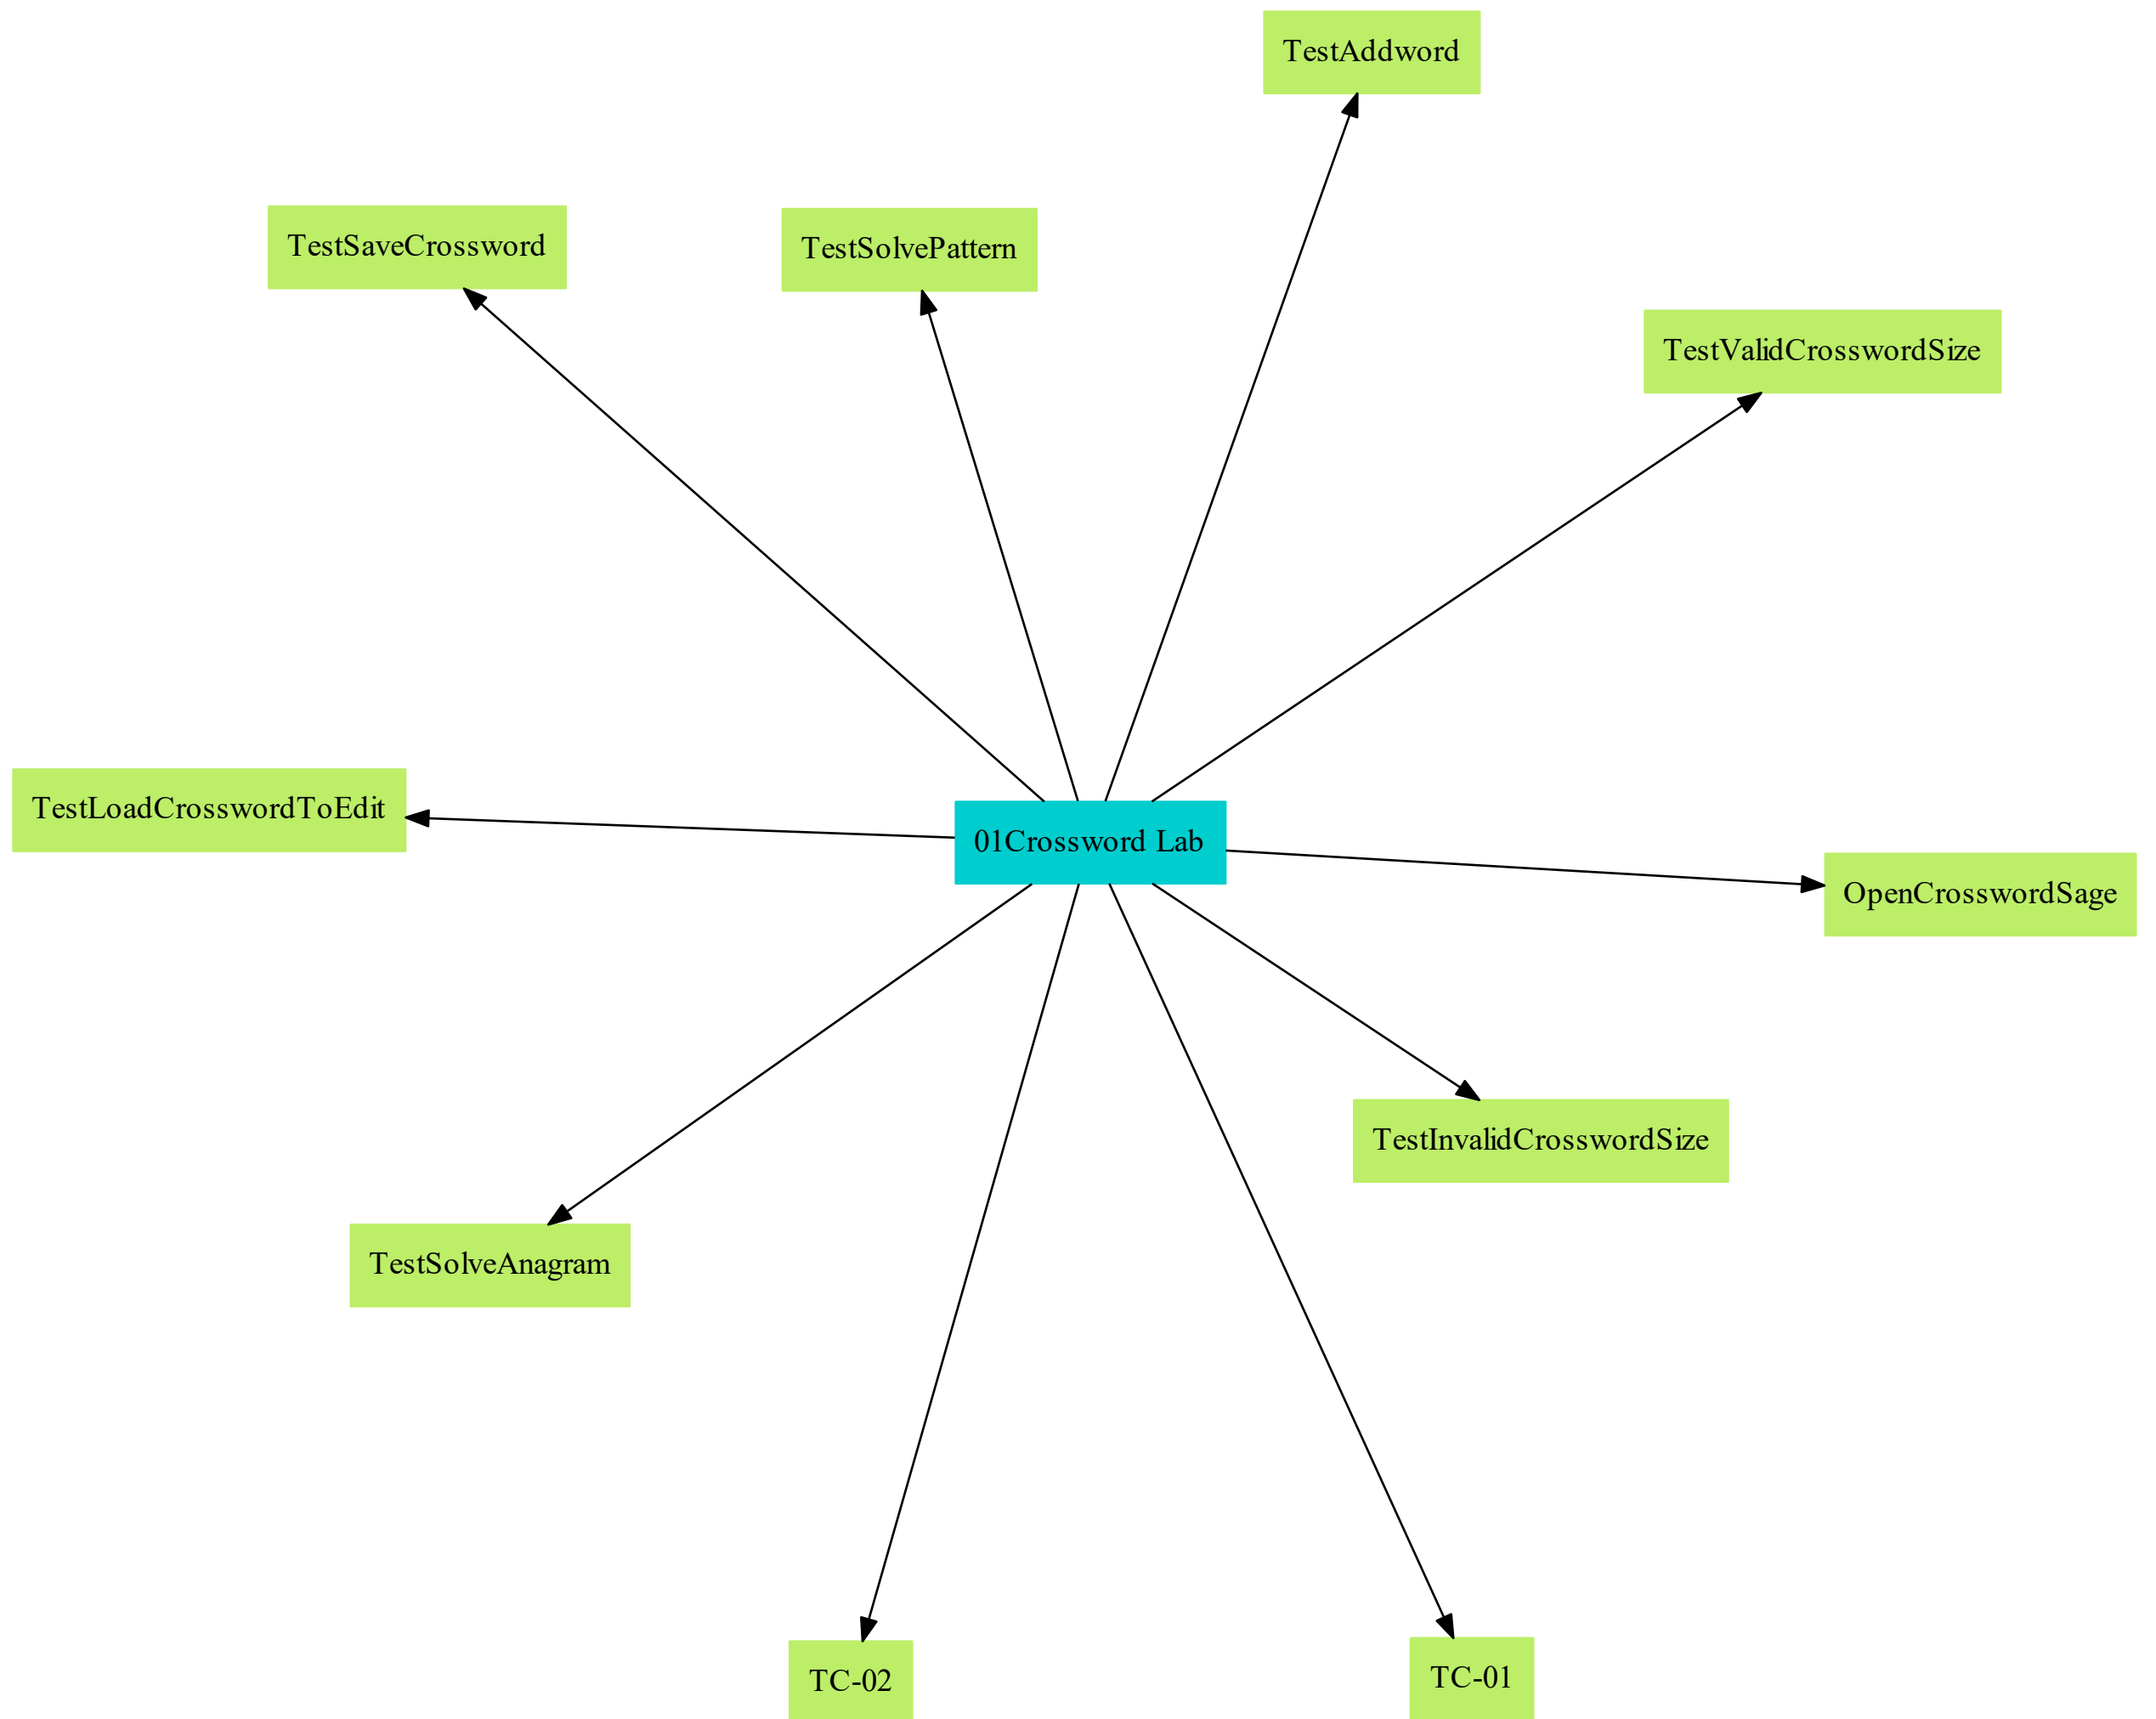 TestAddword
TestSaveCrossword
TestSolvePattern
TestValidCrosswordSize
TestLoadCrosswordToEdit
01Crossword Lab
OpenCrosswordSage
TestInvalidCrosswordSize
TestSolveAnagram
TC-02
TC-01